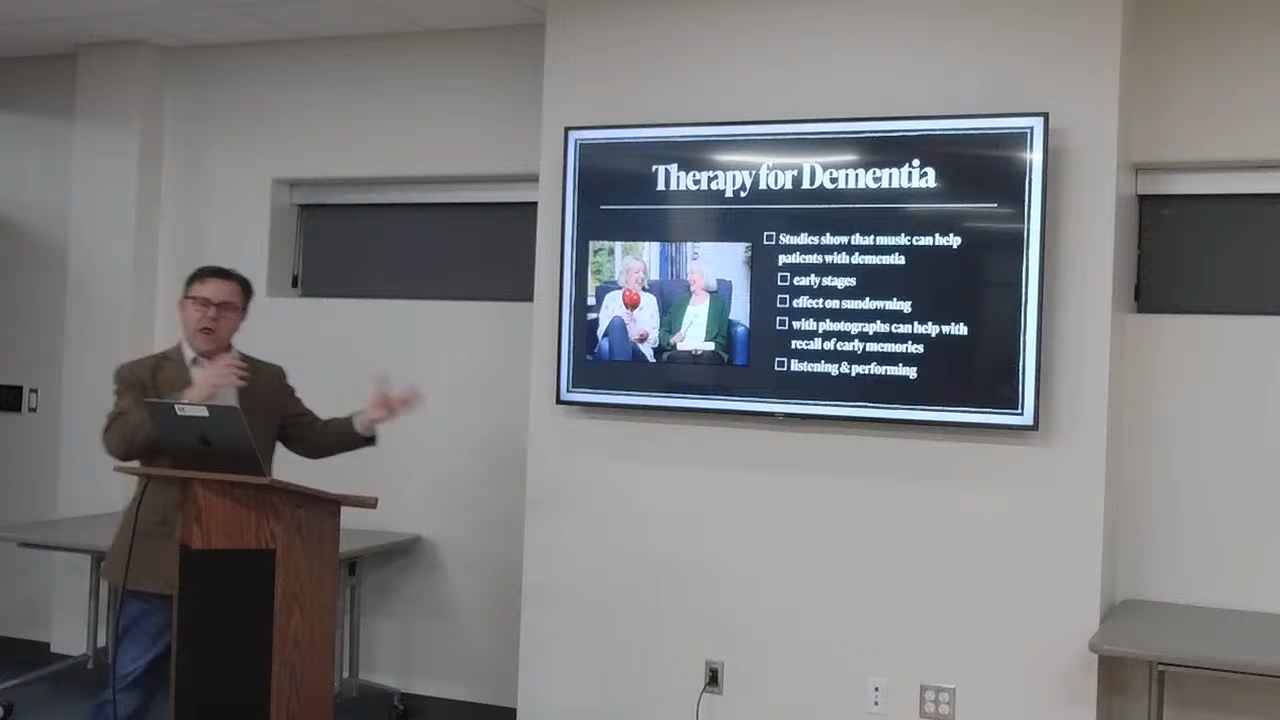 Therapy for Dementia
☐ Studies show that music can help
patients with dementia
☐ early stages
☐ effect on sundowning
☐ with photographs can help with
recall of early memories
☐ listening & performing